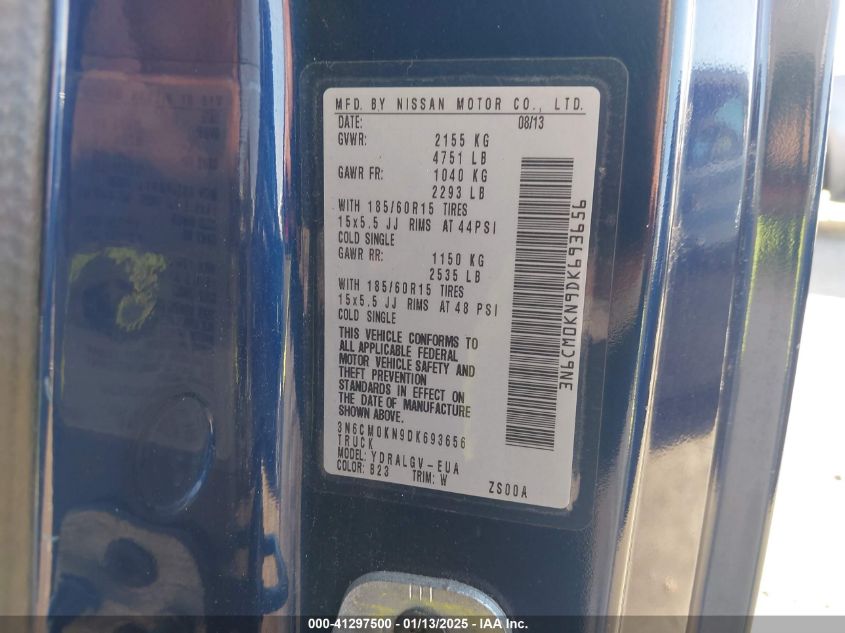 MFD. BY NISSAN MOTOR CO., LTD.
DATE: 08/13
GVWR: 2155 KG
4751 LB
GAWR FR: 1040 KG
2293 LB
WITH 185/60R15 TIRES
15x5.5 JJ RIMS AT 44PSI
COLD SINGLE
GAWR RR: 1150 KG
2535 LB
WITH 185/60R15 TIRES
15x5.5 JJ RIMS AT 48 PSI
COLD SINGLE
THIS VEHICLE CONFORMS TO
ALL APPLICABLE FEDERAL
MOTOR VEHICLE SAFETY AND
THEFT PREVENTION
STANDARDS IN EFFECT ON
THE DATE OF MANUFACTURE
SHOWN ABOVE.
3N6CM0KN9DK693656
TRUCK
MODEL: YDRALGV-EUA
COLOR: B23 TRIM: W
ZS00A
3N6CM0KN9DK693656
000-41297500 - 01/13/2025 - IAA Inc.